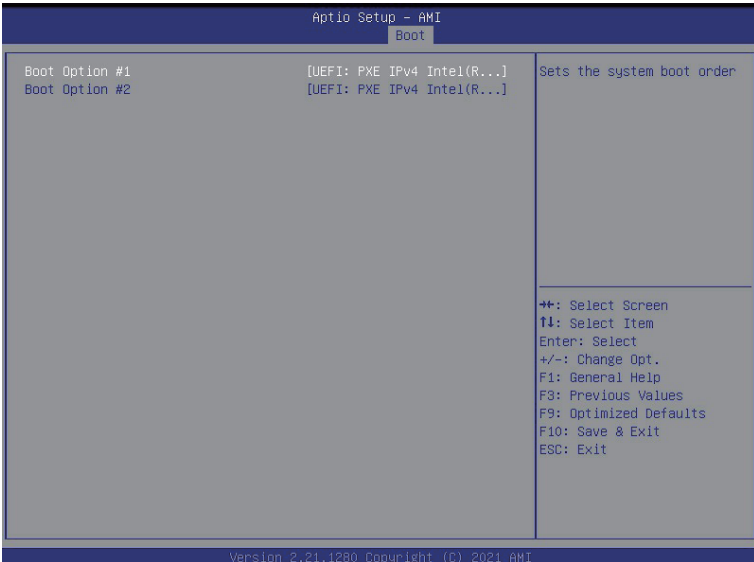 Aptio Setup – AMI
Boot
Boot Option #1 [UEFI: PXE IPv4 Intel(R...]
Boot Option #2 [UEFI: PXE IPv4 Intel(R...]
Sets the system boot order
→←: Select Screen
↑↓: Select Item
Enter: Select
+/-: Change Opt.
F1: General Help
F3: Previous Values
F9: Optimized Defaults
F10: Save & Exit
ESC: Exit
Version 2.21.1280 Copyright (C) 2021 AMI